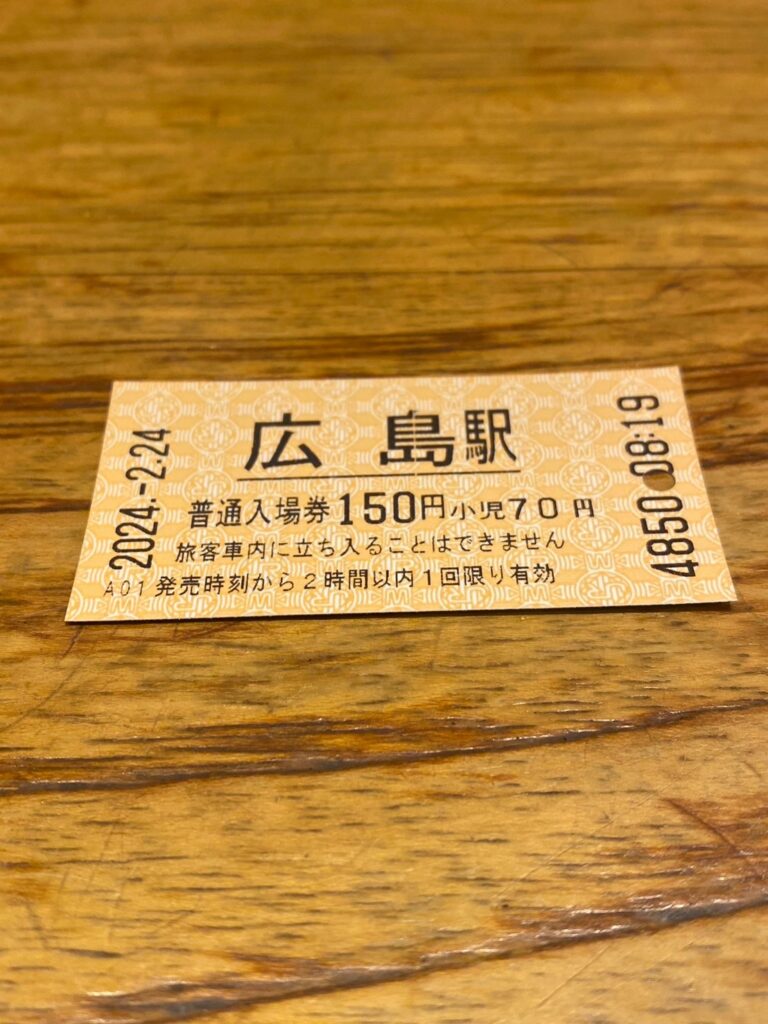 広島駅
普通入場券150円小児70円
旅客車内に立ち入ることはできません
A01 発売時刻から2時間以内1回限り有効
2024.-2.24
4850 08:19